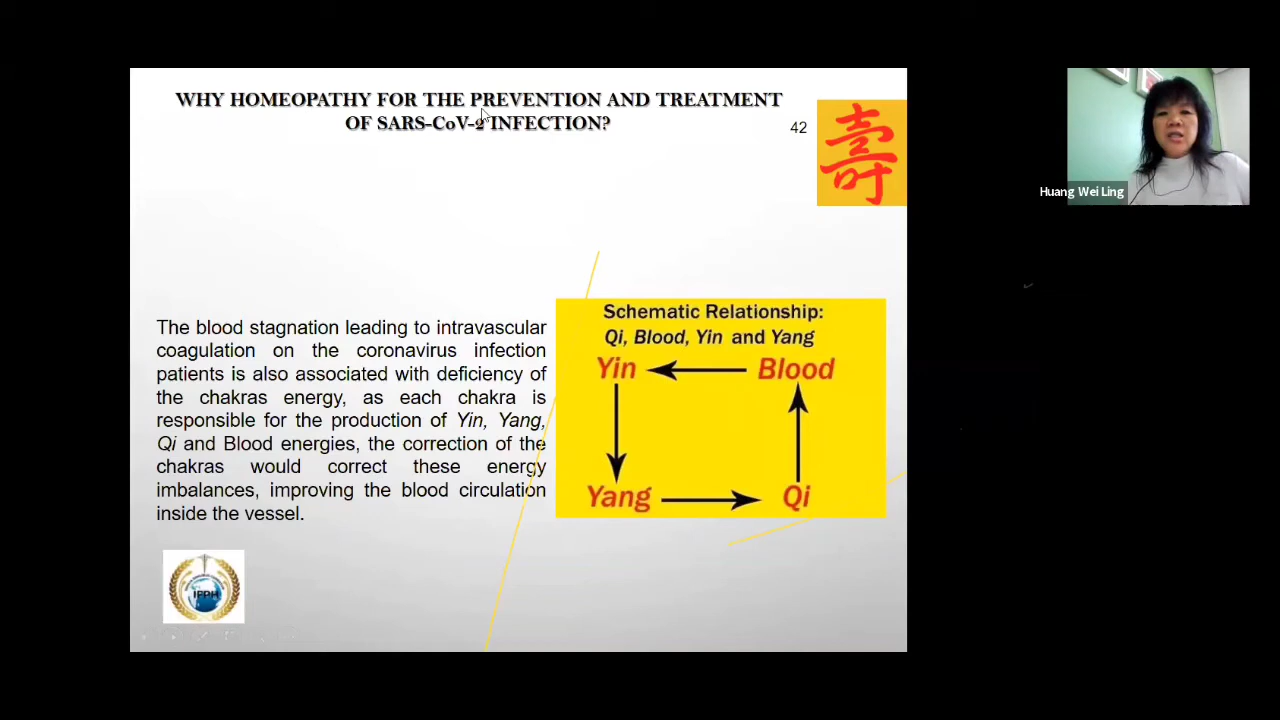 WHY HOMEOPATHY FOR THE PREVENTION AND TREATMENT
OF SARS-CoV-2 INFECTION?
42
壽
Huang Wei Ling
The blood stagnation leading to intravascular
coagulation on the coronavirus infection
patients is also associated with deficiency of
the chakras energy, as each chakra is
responsible for the production of Yin, Yang,
Qi and Blood energies, the correction of the
chakras would correct these energy
imbalances, improving the blood circulation
inside the vessel.
Schematic Relationship:
Qi, Blood, Yin and Yang
Yin Blood
Yang Qi
IFPH